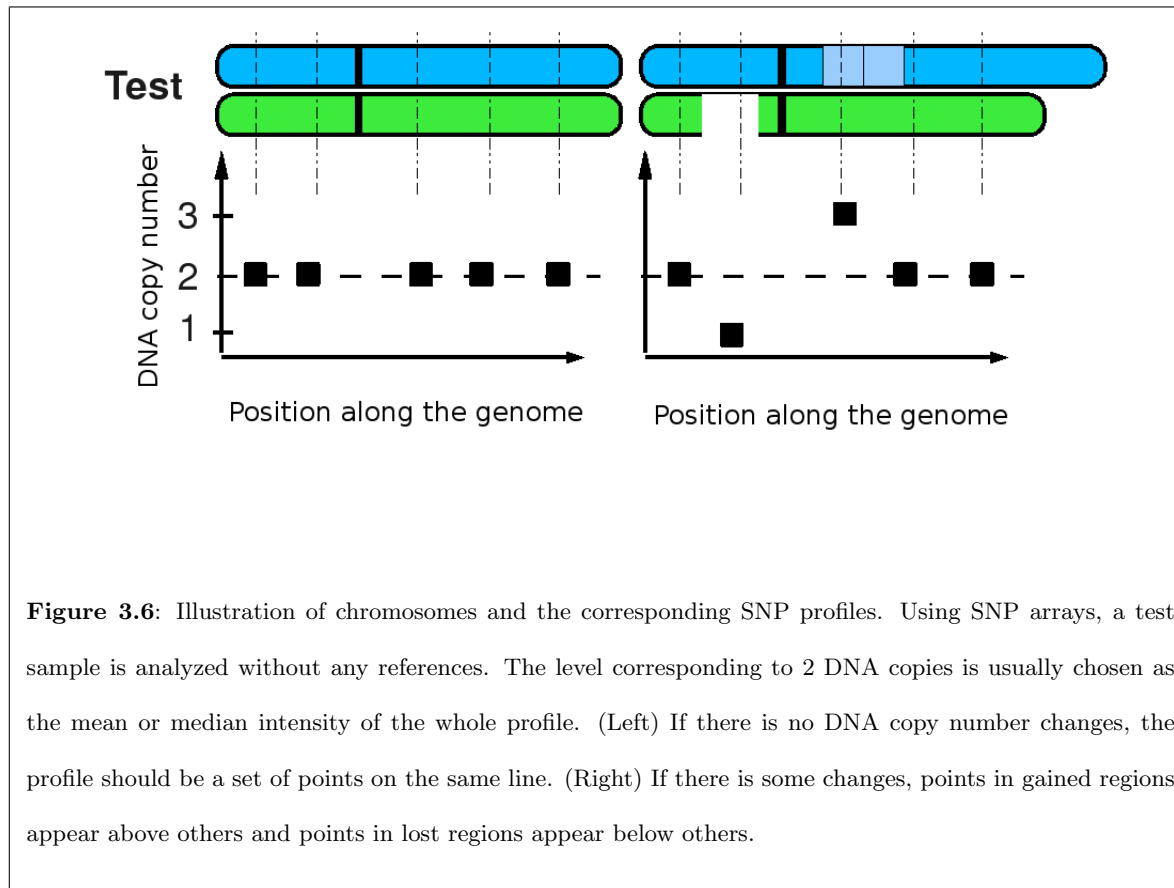 Test
DNA copy number
3
2
1
Position along the genome
Position along the genome
Figure 3.6: Illustration of chromosomes and the corresponding SNP profiles. Using SNP arrays, a test
sample is analyzed without any references. The level corresponding to 2 DNA copies is usually chosen as
the mean or median intensity of the whole profile. (Left) If there is no DNA copy number changes, the
profile should be a set of points on the same line. (Right) If there is some changes, points in gained regions
appear above others and points in lost regions appear below others.